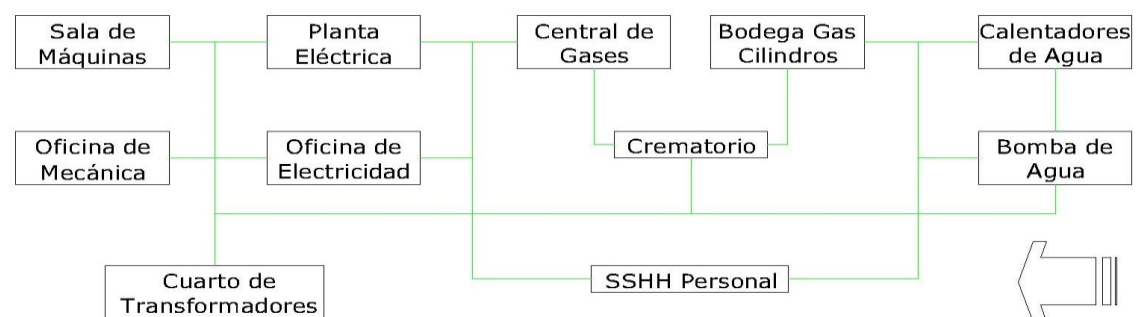 Sala de
Máquinas
Planta
Eléctrica
Central de
Gases
Bodega Gas
Cilindros
Calentadores
de Agua
Oficina de
Mecánica
Oficina de
Electricidad
Crematorio
Bomba de
Agua
SSHH Personal
Cuarto de
Transformadores